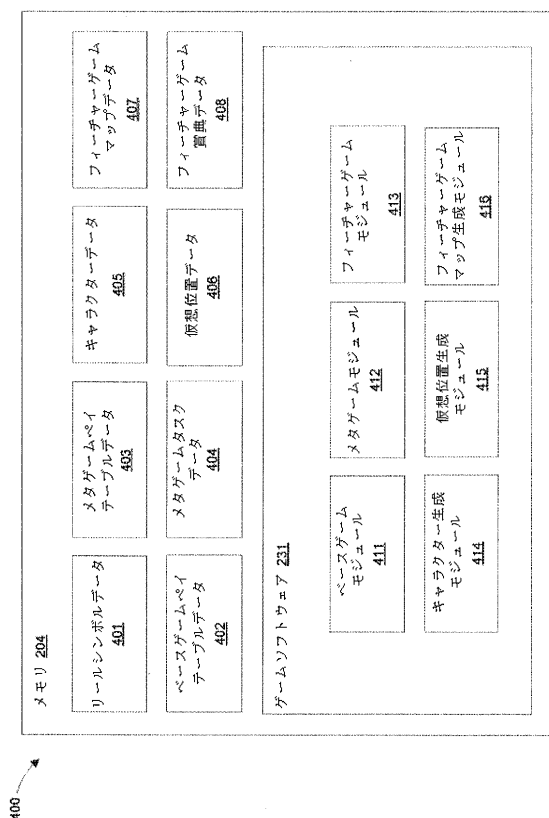 400
メモリ 204
リールシンボルデータ
401
メタゲームペイ
テーブルデータ
403
キャラクターデータ
405
フィーチャーゲーム
マップデータ
407
ベースゲームペイ
テーブルデータ
402
メタゲームタスク
データ
404
仮想位置データ
406
フィーチャーゲーム
賞典データ
408
ゲームソフトウェア 231
ベースゲーム
モジュール
411
メタゲームモジュール
412
フィーチャーゲーム
モジュール
413
キャラクター生成
モジュール
414
仮想位置生成
モジュール
415
フィーチャーゲーム
マップ生成モジュール
416